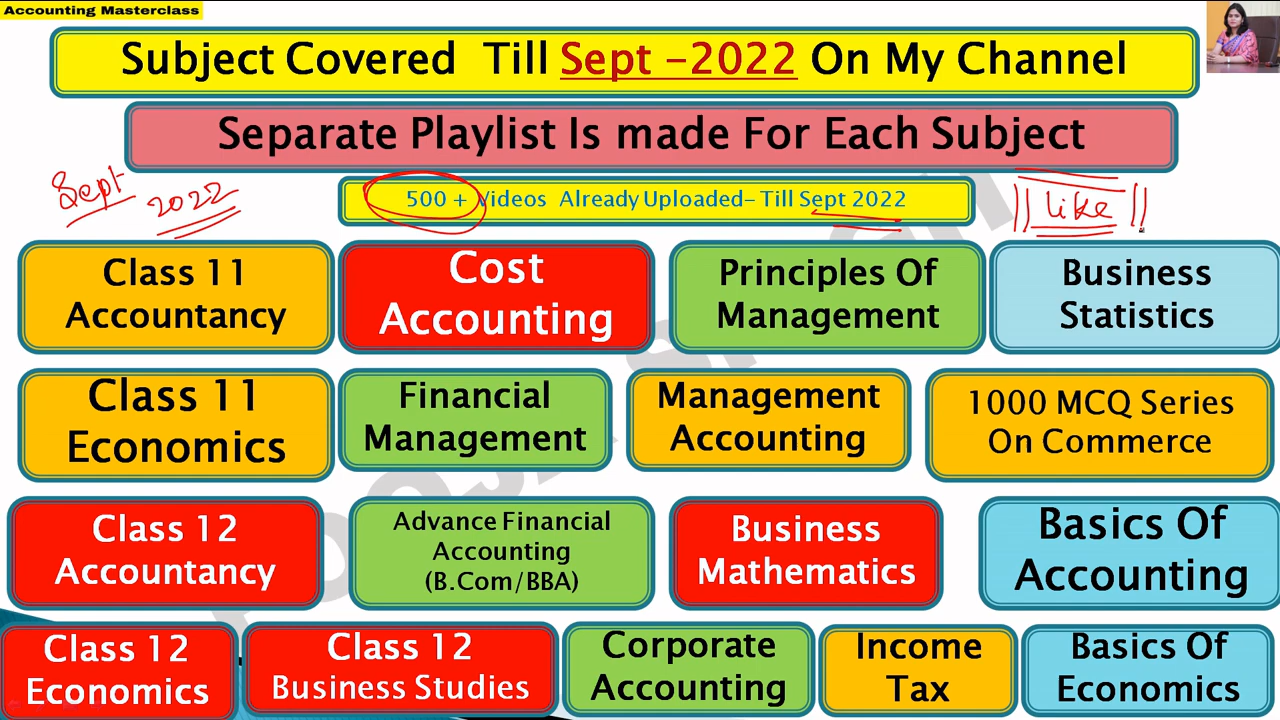 Accounting Masterclass
Subject Covered Till Sept -2022 On My Channel
Separate Playlist Is made For Each Subject
Sept
2022
500 + Videos Already Uploaded- Till Sept 2022
|| Like ||
Class 11
Accountancy
Cost
Accounting
Principles Of
Management
Business
Statistics
Class 11
Economics
Financial
Management
Management
Accounting
1000 MCQ Series
On Commerce
Class 12
Accountancy
Advance Financial
Accounting
(B.Com/BBA)
Business
Mathematics
Basics Of
Accounting
Class 12
Economics
Class 12
Business Studies
Corporate
Accounting
Income
Tax
Basics Of
Economics